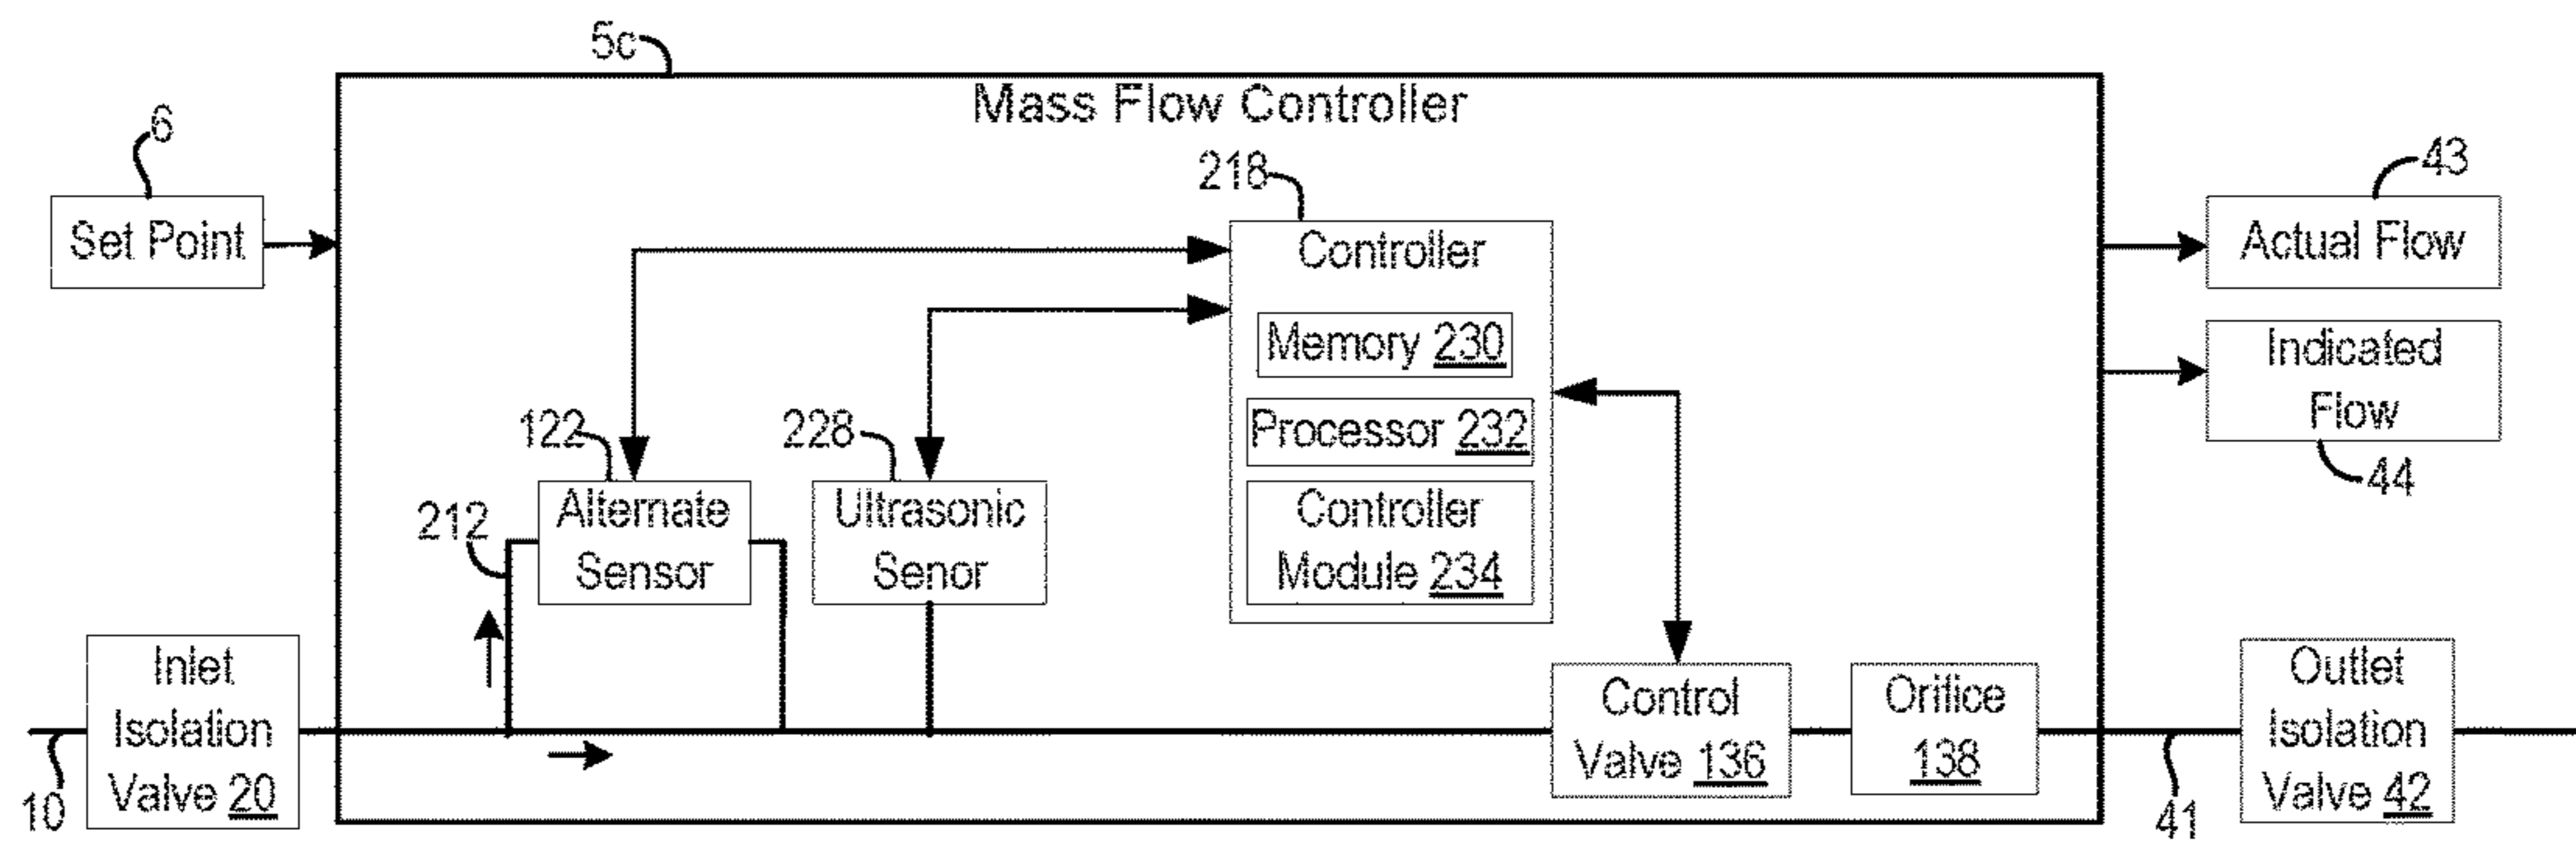 5c
Mass Flow Controller
6
Set Point
218
Controller
Memory 230
Processor 232
Controller
Module 234
43
Actual Flow
Indicated
Flow
44
122
Alternate
Sensor
228
Ultrasonic
Senor
212
Inlet
Isolation
Valve 20
10
Control
Valve 136
Orifice
138
41
Outlet
Isolation
Valve 42